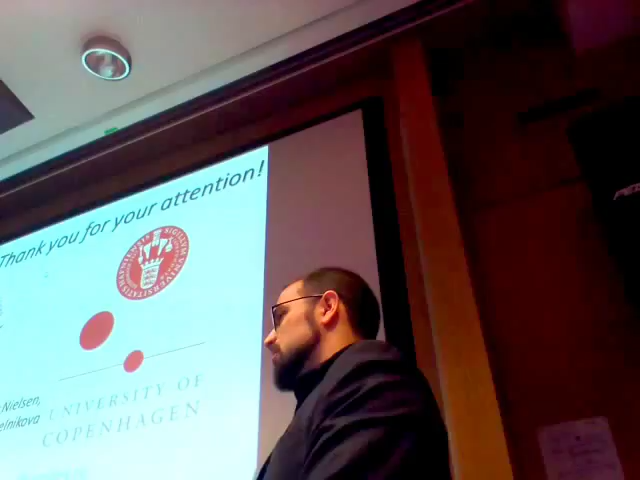 Thank you for your attention!
Nielsen,
elnikova
UNIVERSITY OF
COPENHAGEN